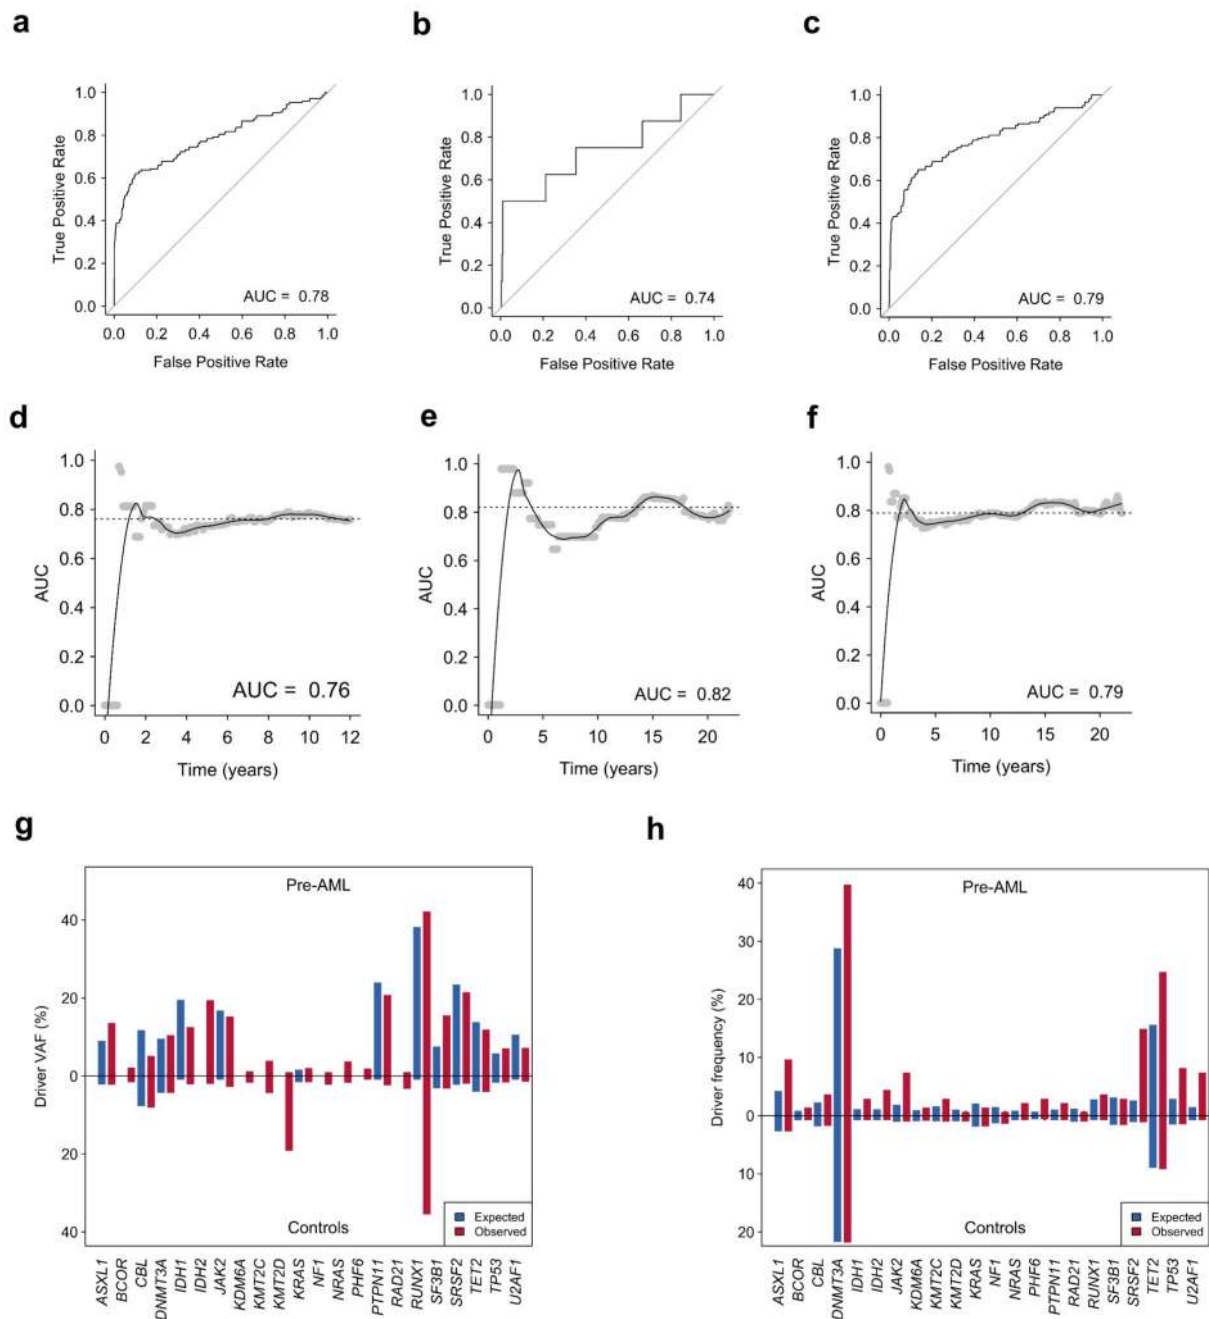 a
b
c
True Positive Rate
1.0
0.8
0.6
0.4
0.2
0.0
AUC = 0.78
0.0 0.2 0.4 0.6 0.8 1.0
False Positive Rate
True Positive Rate
1.0
0.8
0.6
0.4
0.2
0.0
AUC = 0.74
0.0 0.2 0.4 0.6 0.8 1.0
False Positive Rate
True Positive Rate
1.0
0.8
0.6
0.4
0.2
0.0
AUC = 0.79
0.0 0.2 0.4 0.6 0.8 1.0
False Positive Rate
d
e
f
AUC
1.0
0.8
0.6
0.4
0.2
0.0
AUC = 0.76
0 2 4 6 8 10 12
Time (years)
AUC
1.0
0.8
0.6
0.4
0.2
0.0
AUC = 0.82
0 5 10 15 20
Time (years)
AUC
1.0
0.8
0.6
0.4
0.2
0.0
AUC = 0.79
0 5 10 15 20
Time (years)
g
Pre-AML
Driver VAF (%)
40
20
0
20
40
Controls
Expected
Observed
ASXL1
BCOR
CBL
DNMT3A
IDH1
IDH2
JAK2
KDM6A
KMT2C
KMT2D
KRAS
NF1
NRAS
PHF6
PTPN11
RAD21
RUNX1
SF3B1
SRSF2
TET2
TP53
U2AF1
h
Pre-AML
Driver frequency (%)
40
30
20
10
0
10
20
Controls
Expected
Observed
ASXL1
BCOR
CBL
DNMT3A
IDH1
IDH2
JAK2
KDM6A
KMT2C
KMT2D
KRAS
NF1
NRAS
PHF6
PTPN11
RAD21
RUNX1
SF3B1
SRSF2
TET2
TP53
U2AF1